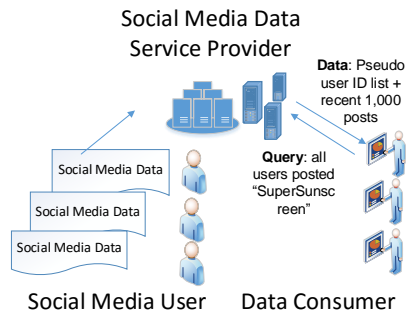 Social Media Data
Service Provider
Data: Pseudo
user ID list +
recent 1,000
posts
Query: all
users posted
“SuperSunsc
reen”
Social Media Data
Social Media Data
Social Media Data
Social Media User
Data Consumer